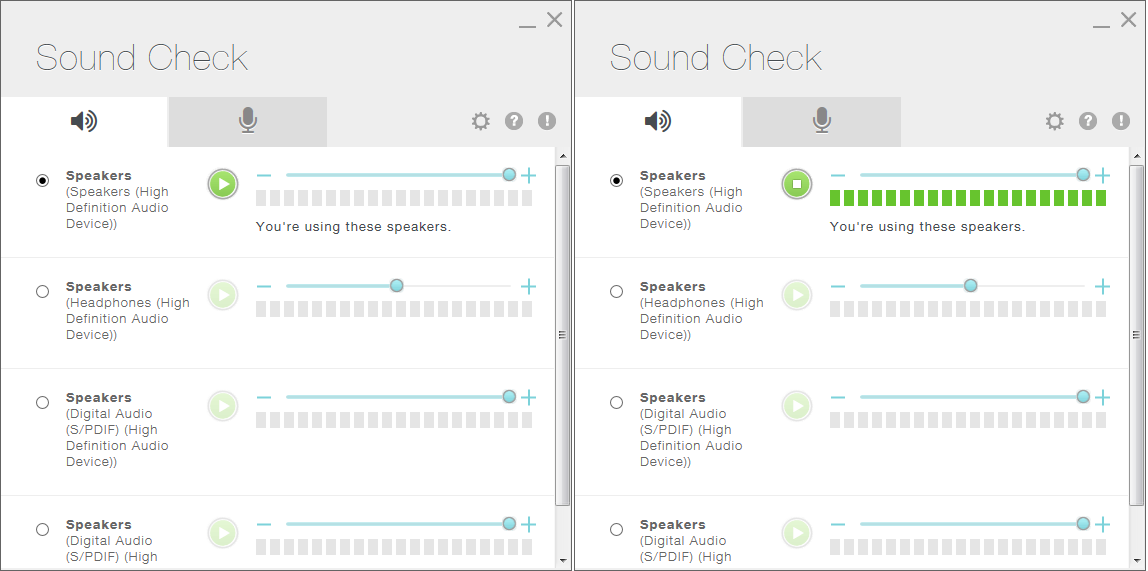 Sound Check
Speakers
(Speakers (High
Definition Audio
Device))
You're using these speakers.
Speakers
(Headphones (High
Definition Audio
Device))
Speakers
(Digital Audio
(S/PDIF) (High
Definition Audio
Device))
Speakers
(Digital Audio
(S/PDIF) (High
Sound Check
Speakers
(Speakers (High
Definition Audio
Device))
You're using these speakers.
Speakers
(Headphones (High
Definition Audio
Device))
Speakers
(Digital Audio
(S/PDIF) (High
Definition Audio
Device))
Speakers
(Digital Audio
(S/PDIF) (High